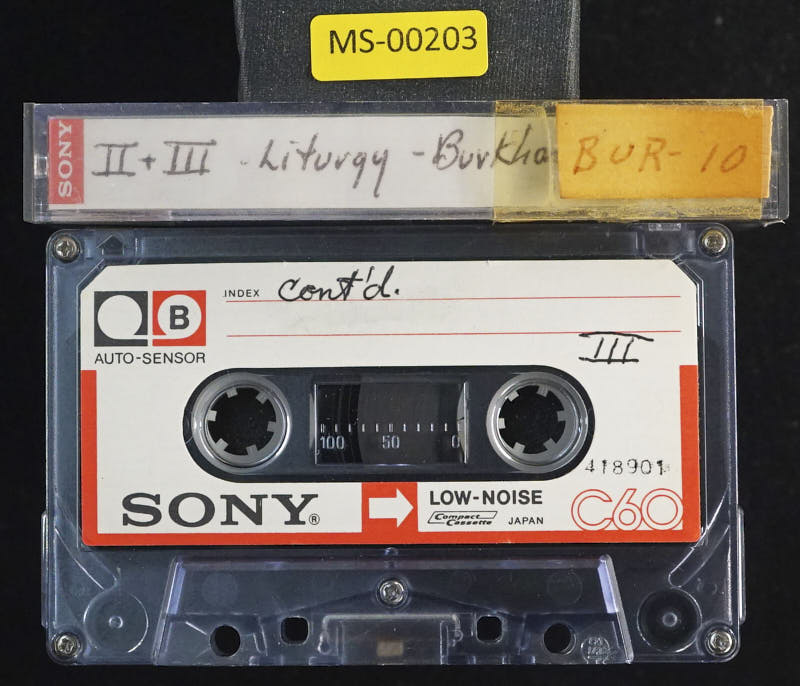 MS-00203
SONY II + III - Liturgy - Burkha BUR-10
INDEX cont'd.
B
AUTO-SENSOR
III
100 50 0
418901
SONY®
LOW-NOISE
Compact Cassette JAPAN
C60